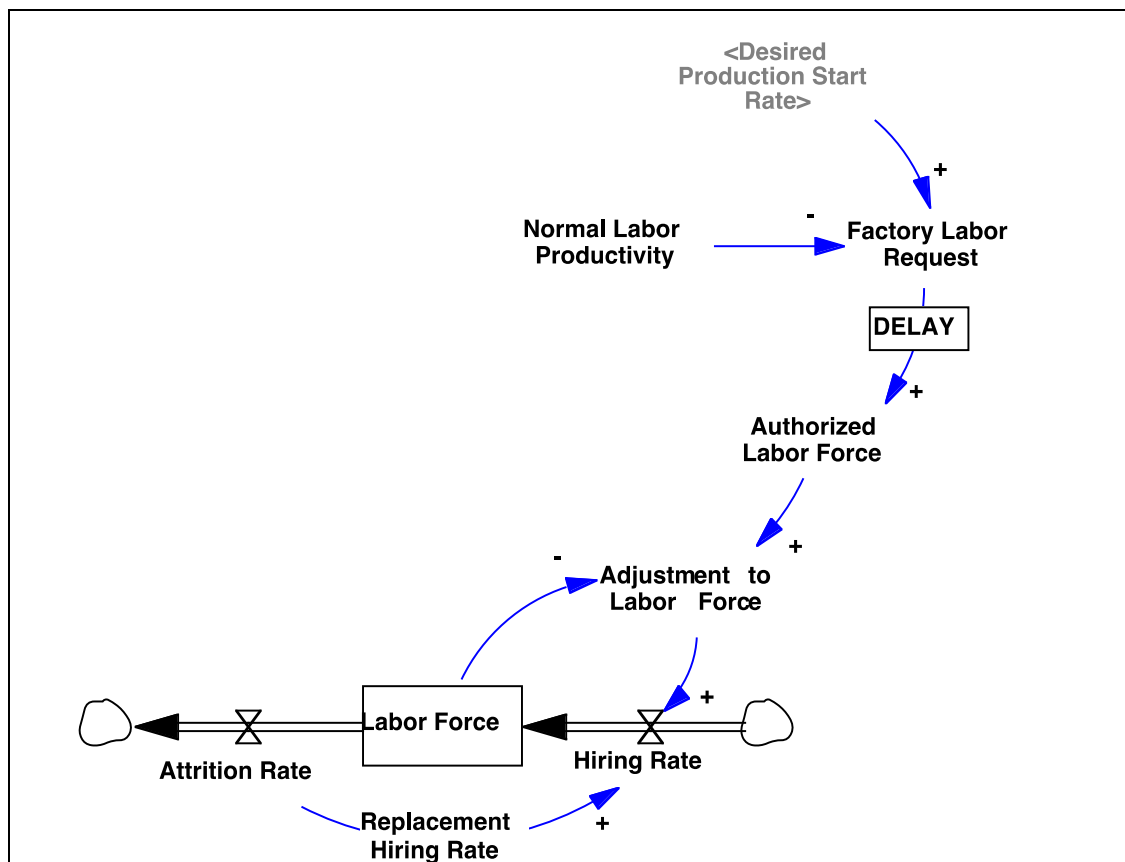 <Desired
Production Start
Rate>
+
-
Normal Labor
Productivity
Factory Labor
Request
DELAY
+
Authorized
Labor Force
+
-
Adjustment to
Labor Force
+
Labor Force
Attrition Rate
Hiring Rate
Replacement
Hiring Rate
+